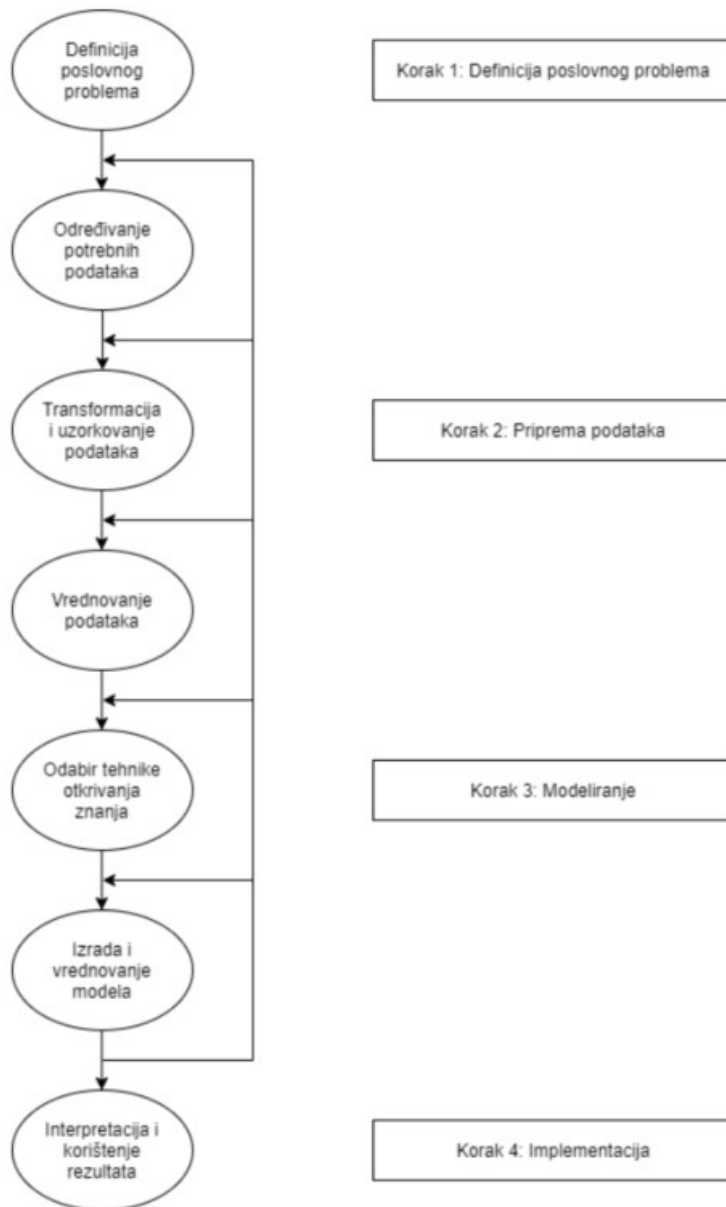 Definicija
poslovnog
problema
Korak 1: Definicija poslovnog problema
Određivanje
potrebnih
podataka
Transformacija
i uzorkovanje
podataka
Korak 2: Priprema podataka
Vrednovanje
podataka
Odabir tehnike
otkrivanja
znanja
Korak 3: Modeliranje
Izrada i
vrednovanje
modela
Interpretacija i
korištenje
rezultata
Korak 4: Implementacija